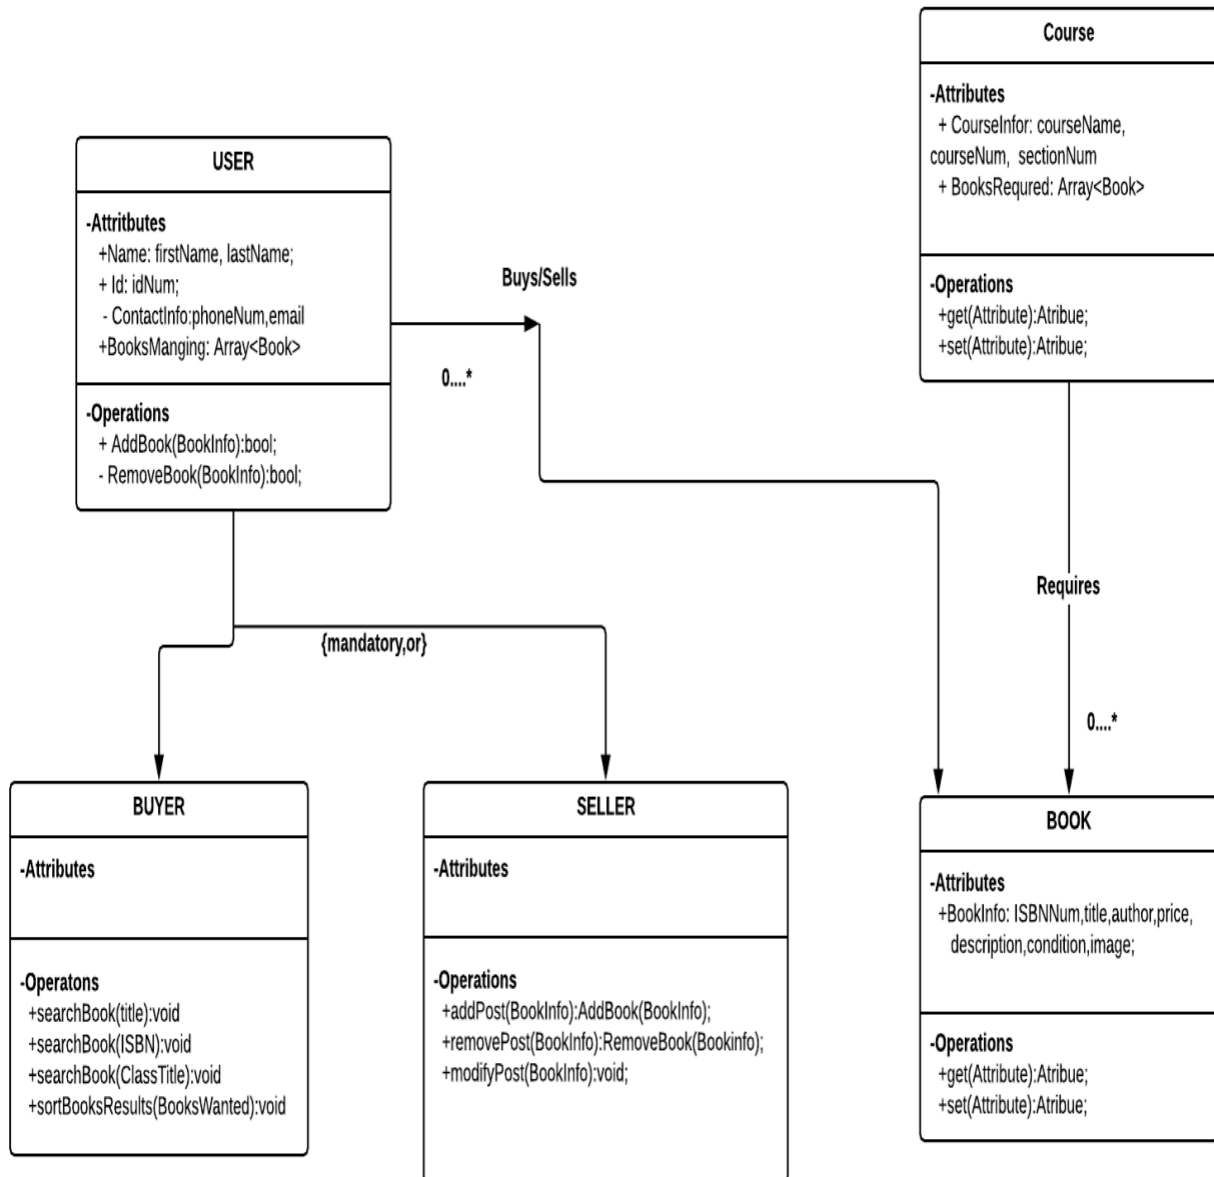 Course
-Attributes
+ CourseInfor: courseName,
courseNum, sectionNum
+ BooksRequred: Array<Book>
-Operations
+get(Attribute):Atribue;
+set(Attribute):Atribue;
USER
-Attritbutes
+Name: firstName, lastName;
+ Id: idNum;
- ContactInfo:phoneNum,email
+BooksManging: Array<Book>
-Operations
+ AddBook(BookInfo):bool;
- RemoveBook(BookInfo):bool;
Buys/Sells
0....*
Requires
0....*
{mandatory,or}
BUYER
-Attributes
-Operatons
+searchBook(title):void
+searchBook(ISBN):void
+searchBook(ClassTitle):void
+sortBooksResults(BooksWanted):void
SELLER
-Attributes
-Operations
+addPost(BookInfo):AddBook(BookInfo);
+removePost(BookInfo):RemoveBook(Bookinfo);
+modifyPost(BookInfo):void;
BOOK
-Attributes
+BookInfo: ISBNNum,title,author,price,
description,condition,image;
-Operations
+get(Attribute):Atribue;
+set(Attribute):Atribue;